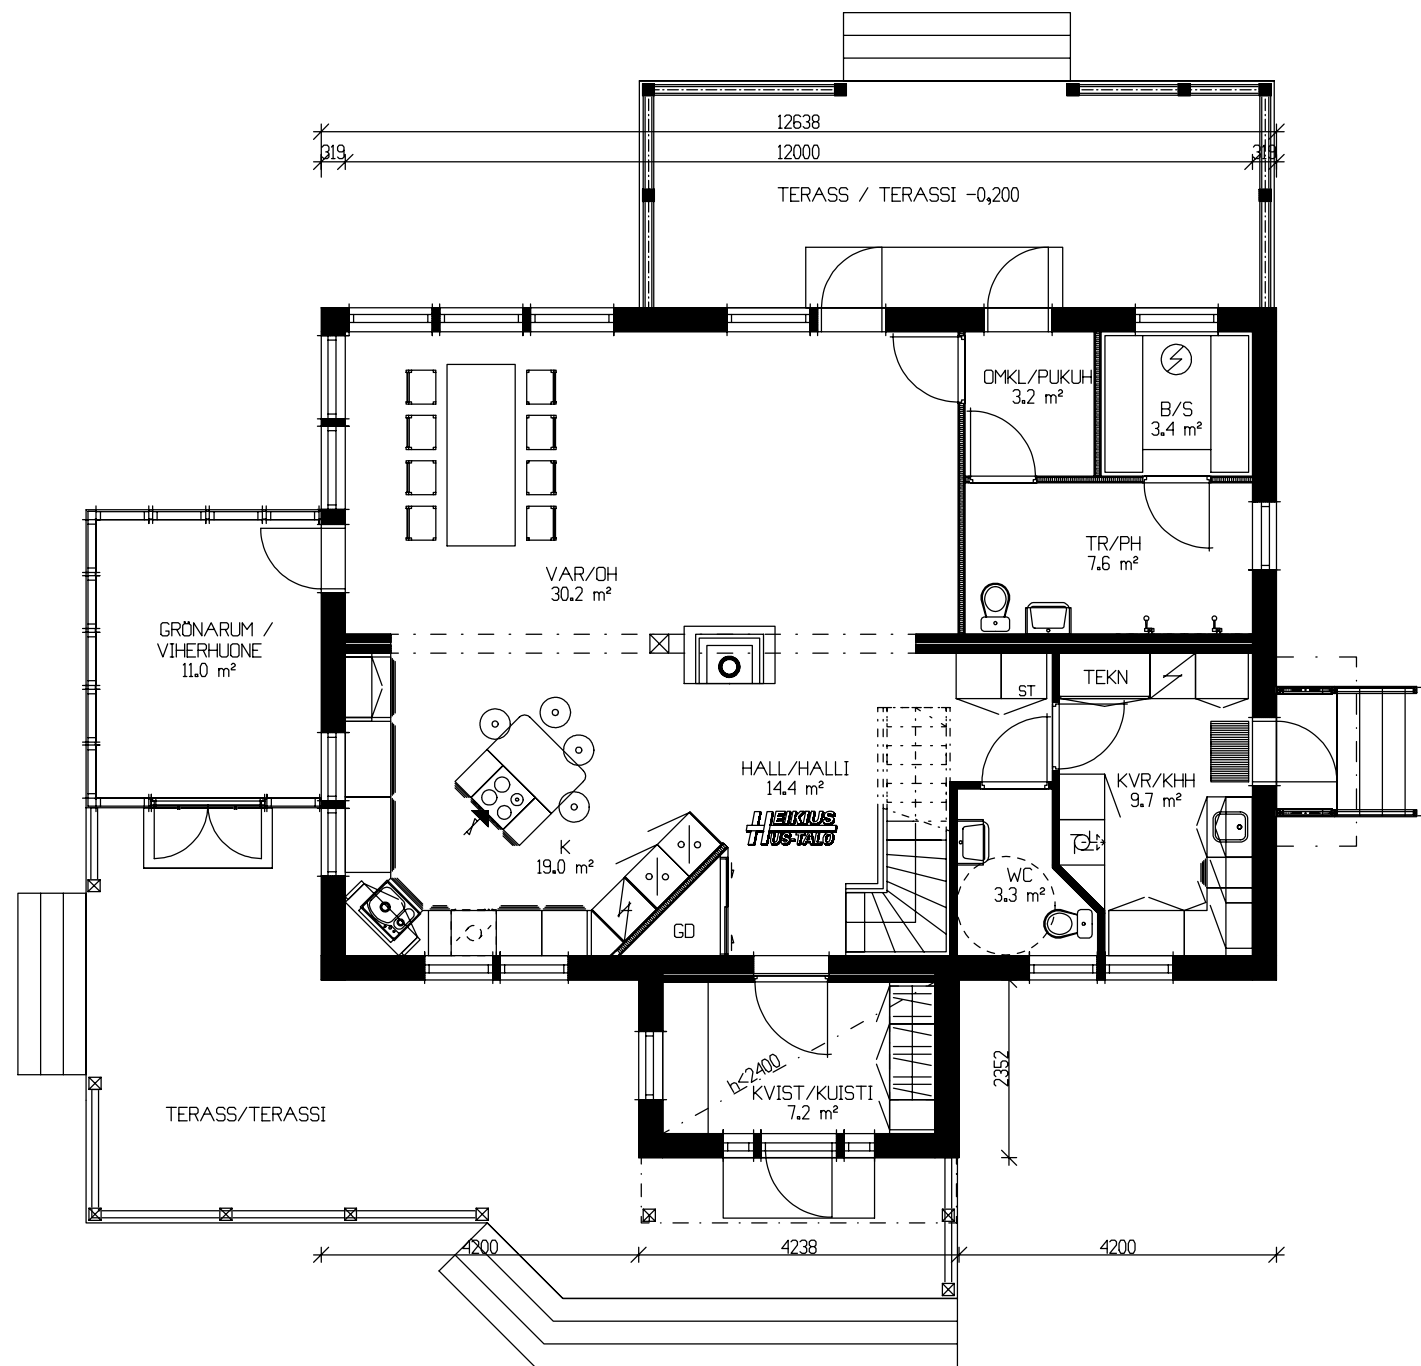 12638
319
12000
319
TERASS / TERASSI -0,200
OMKL/PUKUH
3.2 m²
B/S
3.4 m²
TR/PH
7.6 m²
VAR/OH
30.2 m²
GRÖNARUM /
VIHERHUONE
11.0 m²
ST
TEKN
HALL/HALLI
14.4 m²
KVR/KHH
9.7 m²
HEIKIUS
HUS-TALO
K
19.0 m²
WC
3.3 m²
GD
h<2400
KVIST/KUISTI
7.2 m²
2352
TERASS/TERASSI
4200
4238
4200